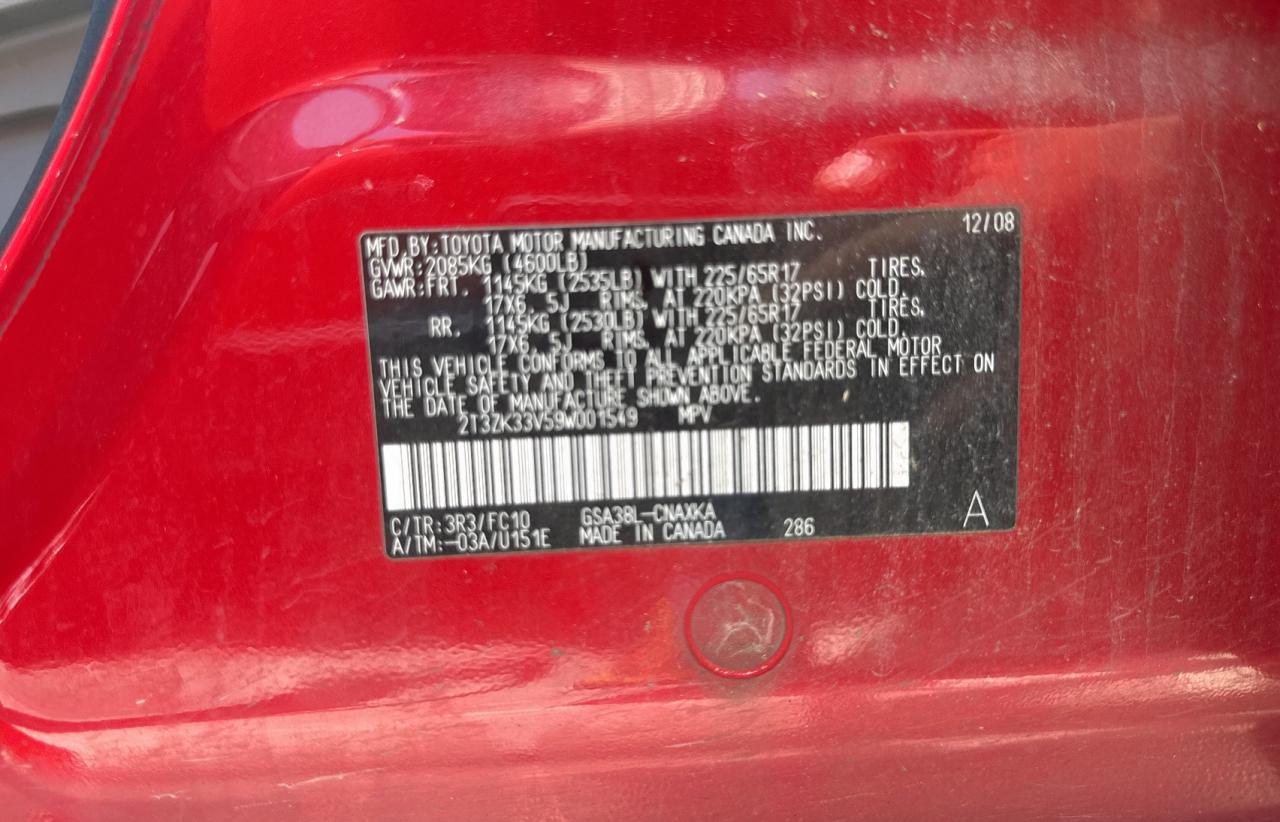 MFD.BY:TOYOTA MOTOR MANUFACTURING CANADA INC. 12/08
GVWR:2085KG (4600LB)
GAWR:FRT. 1145KG (2535LB) WITH 225/65R17 TIRES,
17X6. 5J RIMS, AT 220KPA (32PSI) COLD.
RR. 1145KG (2530LB) WITH 225/65R17 TIRES,
17X6. 5J RIMS, AT 220KPA (32PSI) COLD.
THIS VEHICLE CONFORMS TO ALL APPLICABLE FEDERAL MOTOR
VEHICLE SAFETY AND THEFT PREVENTION STANDARDS IN EFFECT ON
THE DATE OF MANUFACTURE SHOWN ABOVE.
2T3ZK33V59W001549 MPV
C/TR:3R3/FC10 GSA38L-CNAXKA
A/TM:-03A/U151E MADE IN CANADA 286 A